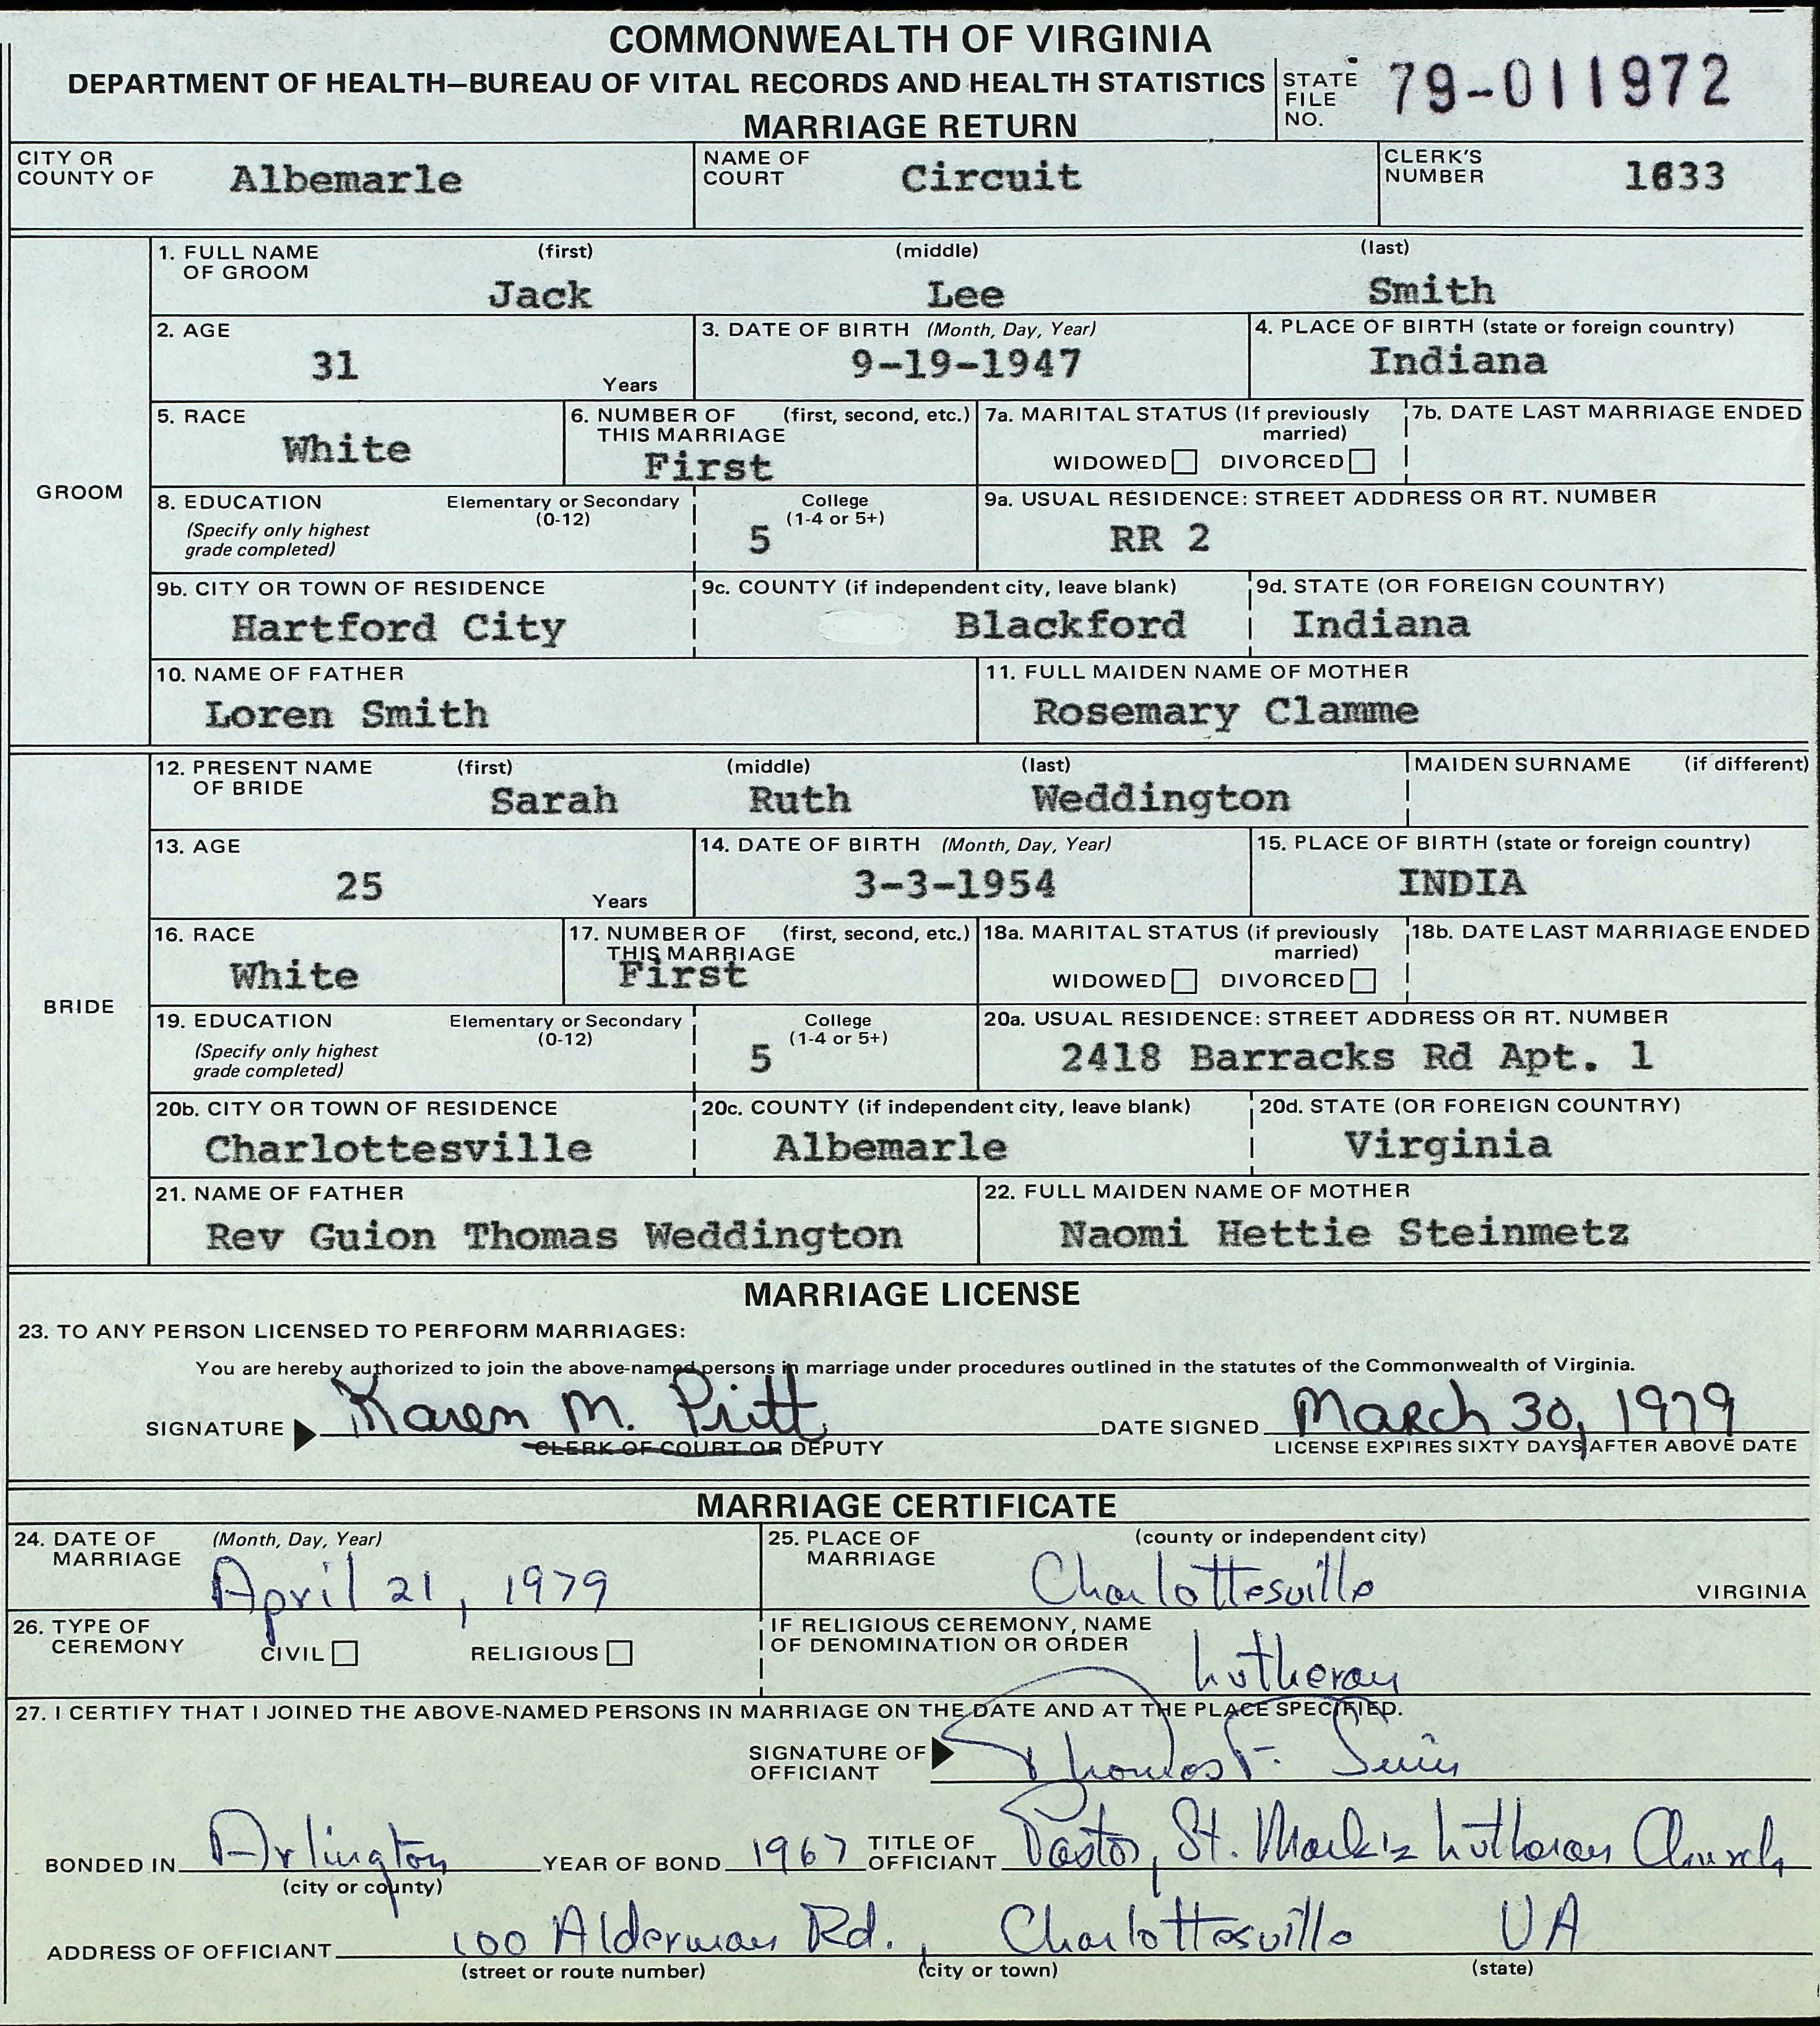 COMMONWEALTH OF VIRGINIA
DEPARTMENT OF HEALTH—BUREAU OF VITAL RECORDS AND HEALTH STATISTICS
MARRIAGE RETURN
STATE FILE NO. 79-011972
CITY OR COUNTY OF Albemarle NAME OF COURT Circuit CLERK'S NUMBER 1633
GROOM
1. FULL NAME OF GROOM (first) (middle) (last)
Jack Lee Smith
2. AGE 3. DATE OF BIRTH (Month, Day, Year) 4. PLACE OF BIRTH (state or foreign country)
31 Years 9-19-1947 Indiana
5. RACE 6. NUMBER OF THIS MARRIAGE (first, second, etc.) 7a. MARITAL STATUS (If previously married) 7b. DATE LAST MARRIAGE ENDED
White First WIDOWED DIVORCED
8. EDUCATION Elementary or Secondary College 9a. USUAL RESIDENCE: STREET ADDRESS OR RT. NUMBER
(Specify only highest grade completed) (0-12) (1-4 or 5+)
5 RR 2
9b. CITY OR TOWN OF RESIDENCE 9c. COUNTY (if independent city, leave blank) 9d. STATE (OR FOREIGN COUNTRY)
Hartford City Blackford Indiana
10. NAME OF FATHER 11. FULL MAIDEN NAME OF MOTHER
Loren Smith Rosemary Clamme
BRIDE
12. PRESENT NAME OF BRIDE (first) (middle) (last) MAIDEN SURNAME (if different)
Sarah Ruth Weddington
13. AGE 14. DATE OF BIRTH (Month, Day, Year) 15. PLACE OF BIRTH (state or foreign country)
25 Years 3-3-1954 INDIA
16. RACE 17. NUMBER OF THIS MARRIAGE (first, second, etc.) 18a. MARITAL STATUS (if previously married) 18b. DATE LAST MARRIAGE ENDED
White First WIDOWED DIVORCED
19. EDUCATION Elementary or Secondary College 20a. USUAL RESIDENCE: STREET ADDRESS OR RT. NUMBER
(Specify only highest grade completed) (0-12) (1-4 or 5+)
5 2418 Barracks Rd Apt. 1
20b. CITY OR TOWN OF RESIDENCE 20c. COUNTY (if independent city, leave blank) 20d. STATE (OR FOREIGN COUNTRY)
Charlottesville Albemarle Virginia
21. NAME OF FATHER 22. FULL MAIDEN NAME OF MOTHER
Rev Guion Thomas Weddington Naomi Hettie Steinmetz
MARRIAGE LICENSE
23. TO ANY PERSON LICENSED TO PERFORM MARRIAGES:
You are hereby authorized to join the above-named persons in marriage under procedures outlined in the statutes of the Commonwealth of Virginia.
SIGNATURE Karen M. Pritt DATE SIGNED March 30, 1979
CLERK OF COURT OR DEPUTY LICENSE EXPIRES SIXTY DAYS AFTER ABOVE DATE
MARRIAGE CERTIFICATE
24. DATE OF MARRIAGE (Month, Day, Year) 25. PLACE OF MARRIAGE (county or independent city)
April 21, 1979 Charlottesville VIRGINIA
26. TYPE OF CEREMONY CIVIL RELIGIOUS IF RELIGIOUS CEREMONY, NAME OF DENOMINATION OR ORDER
Lutheran
27. I CERTIFY THAT I JOINED THE ABOVE-NAMED PERSONS IN MARRIAGE ON THE DATE AND AT THE PLACE SPECIFIED.
SIGNATURE OF OFFICIANT Thomas F.
BONDED IN Arlington YEAR OF BOND 1967 TITLE OF OFFICIANT Pastor, St. Mark's Lutheran Church
(city or county)
ADDRESS OF OFFICIANT 100 Alderman Rd., Charlottesville VA
(street or route number) (city or town) (state)